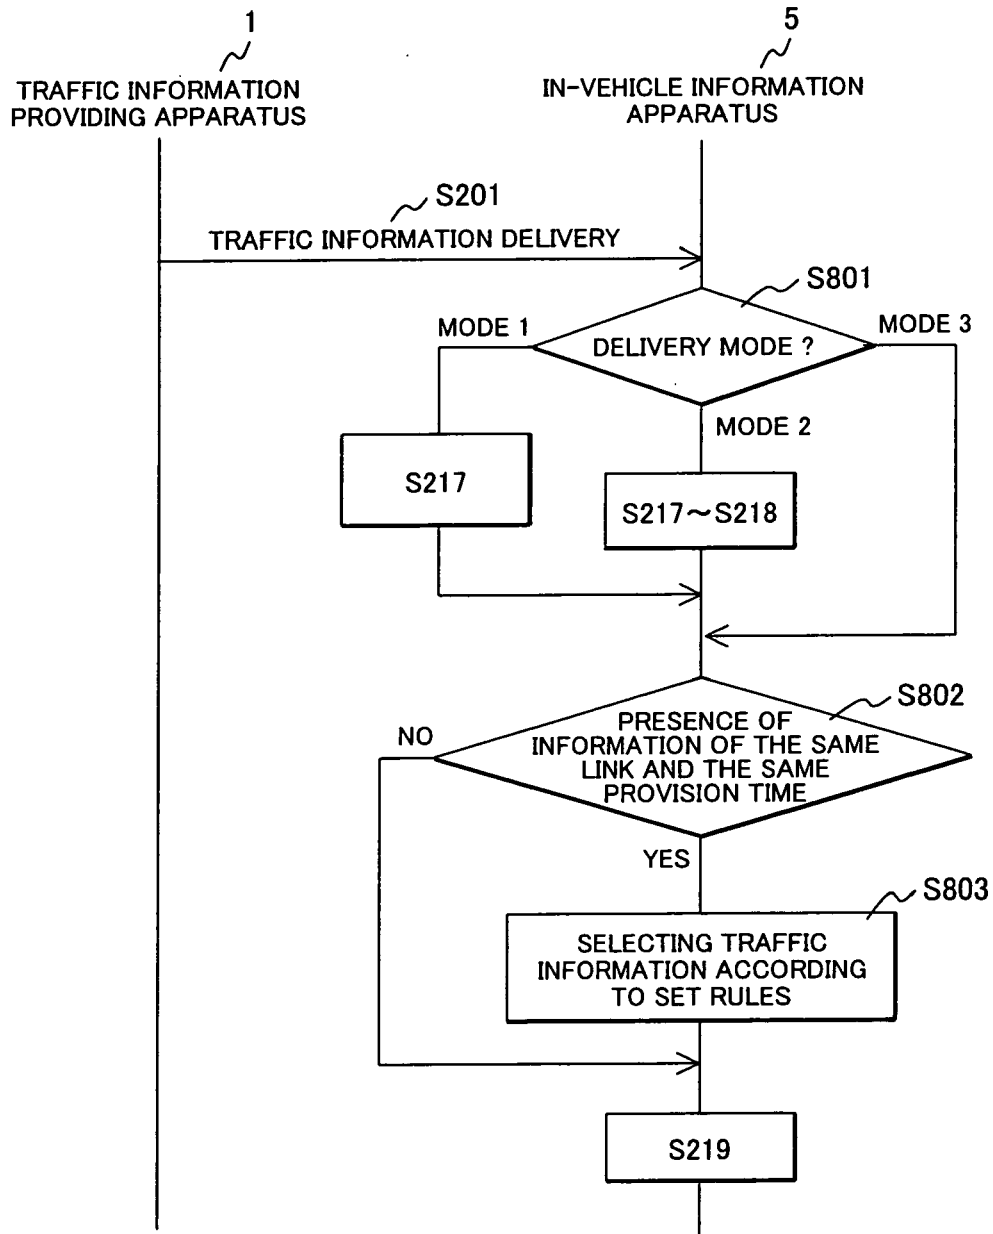 1
TRAFFIC INFORMATION
PROVIDING APPARATUS
5
IN-VEHICLE INFORMATION
APPARATUS
S201
TRAFFIC INFORMATION DELIVERY
S801
MODE 1
DELIVERY MODE ?
MODE 3
MODE 2
S217
S217～S218
S802
NO
PRESENCE OF
INFORMATION OF THE SAME
LINK AND THE SAME
PROVISION TIME
YES
S803
SELECTING TRAFFIC
INFORMATION ACCORDING
TO SET RULES
S219